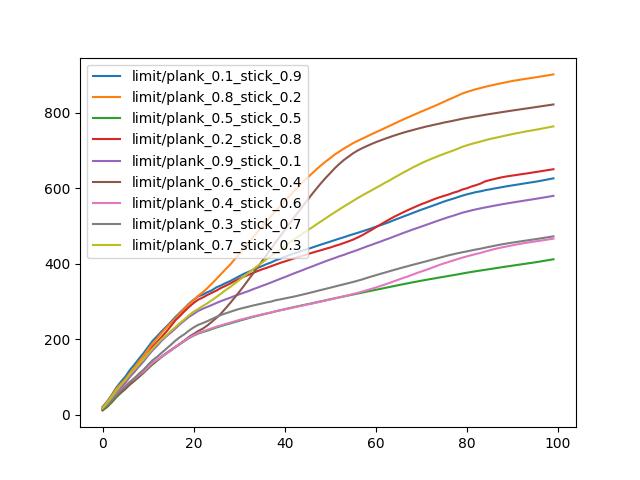 limit/plank_0.1_stick_0.9
limit/plank_0.8_stick_0.2
limit/plank_0.5_stick_0.5
limit/plank_0.2_stick_0.8
limit/plank_0.9_stick_0.1
limit/plank_0.6_stick_0.4
limit/plank_0.4_stick_0.6
limit/plank_0.3_stick_0.7
limit/plank_0.7_stick_0.3
800
600
400
200
0
0 20 40 60 80 100